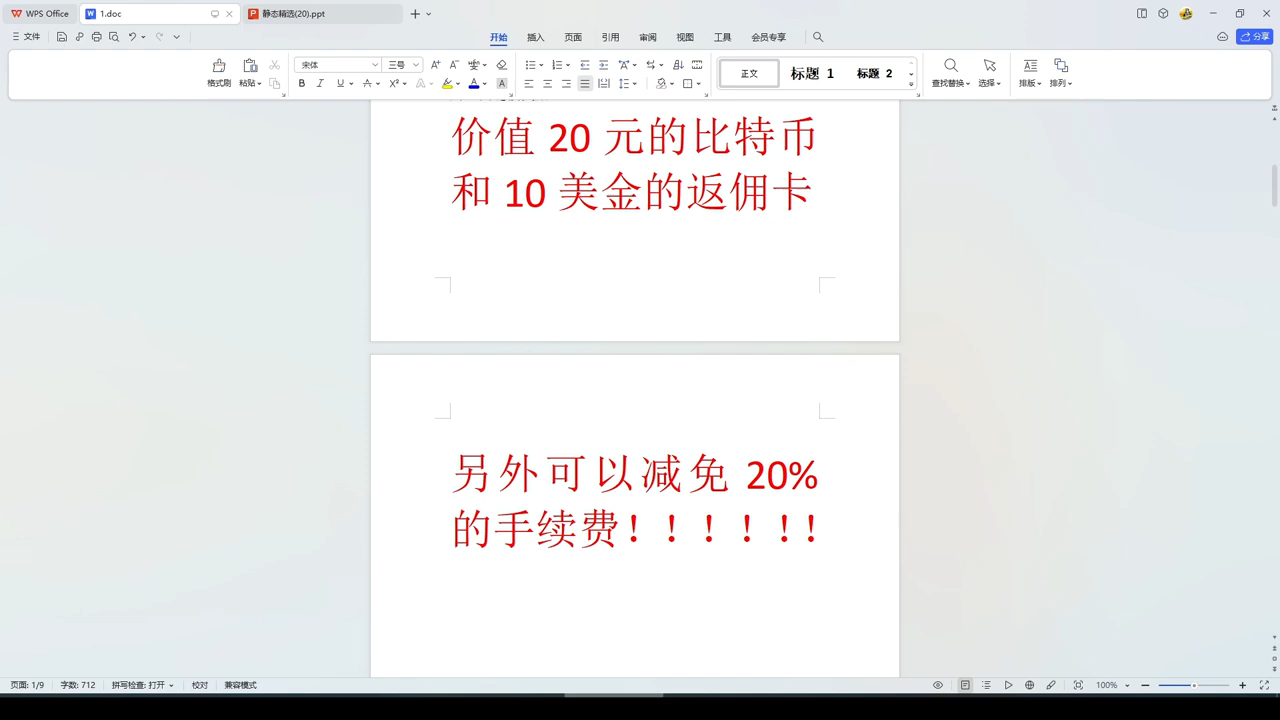 WPS Office
1.doc
静态精选(20).ppt
文件
开始
插入
页面
引用
审阅
视图
工具
会员专享
分享
格式刷
粘贴
宋体
三号
正文
标题 1
标题 2
查找替换
选择
排版
排列
价值 20 元的比特币
和 10 美金的返佣卡
另外可以减免 20%
的手续费！！！！！！
页面: 1/9
字数: 712
拼写检查: 打开
校对
兼容模式
100%